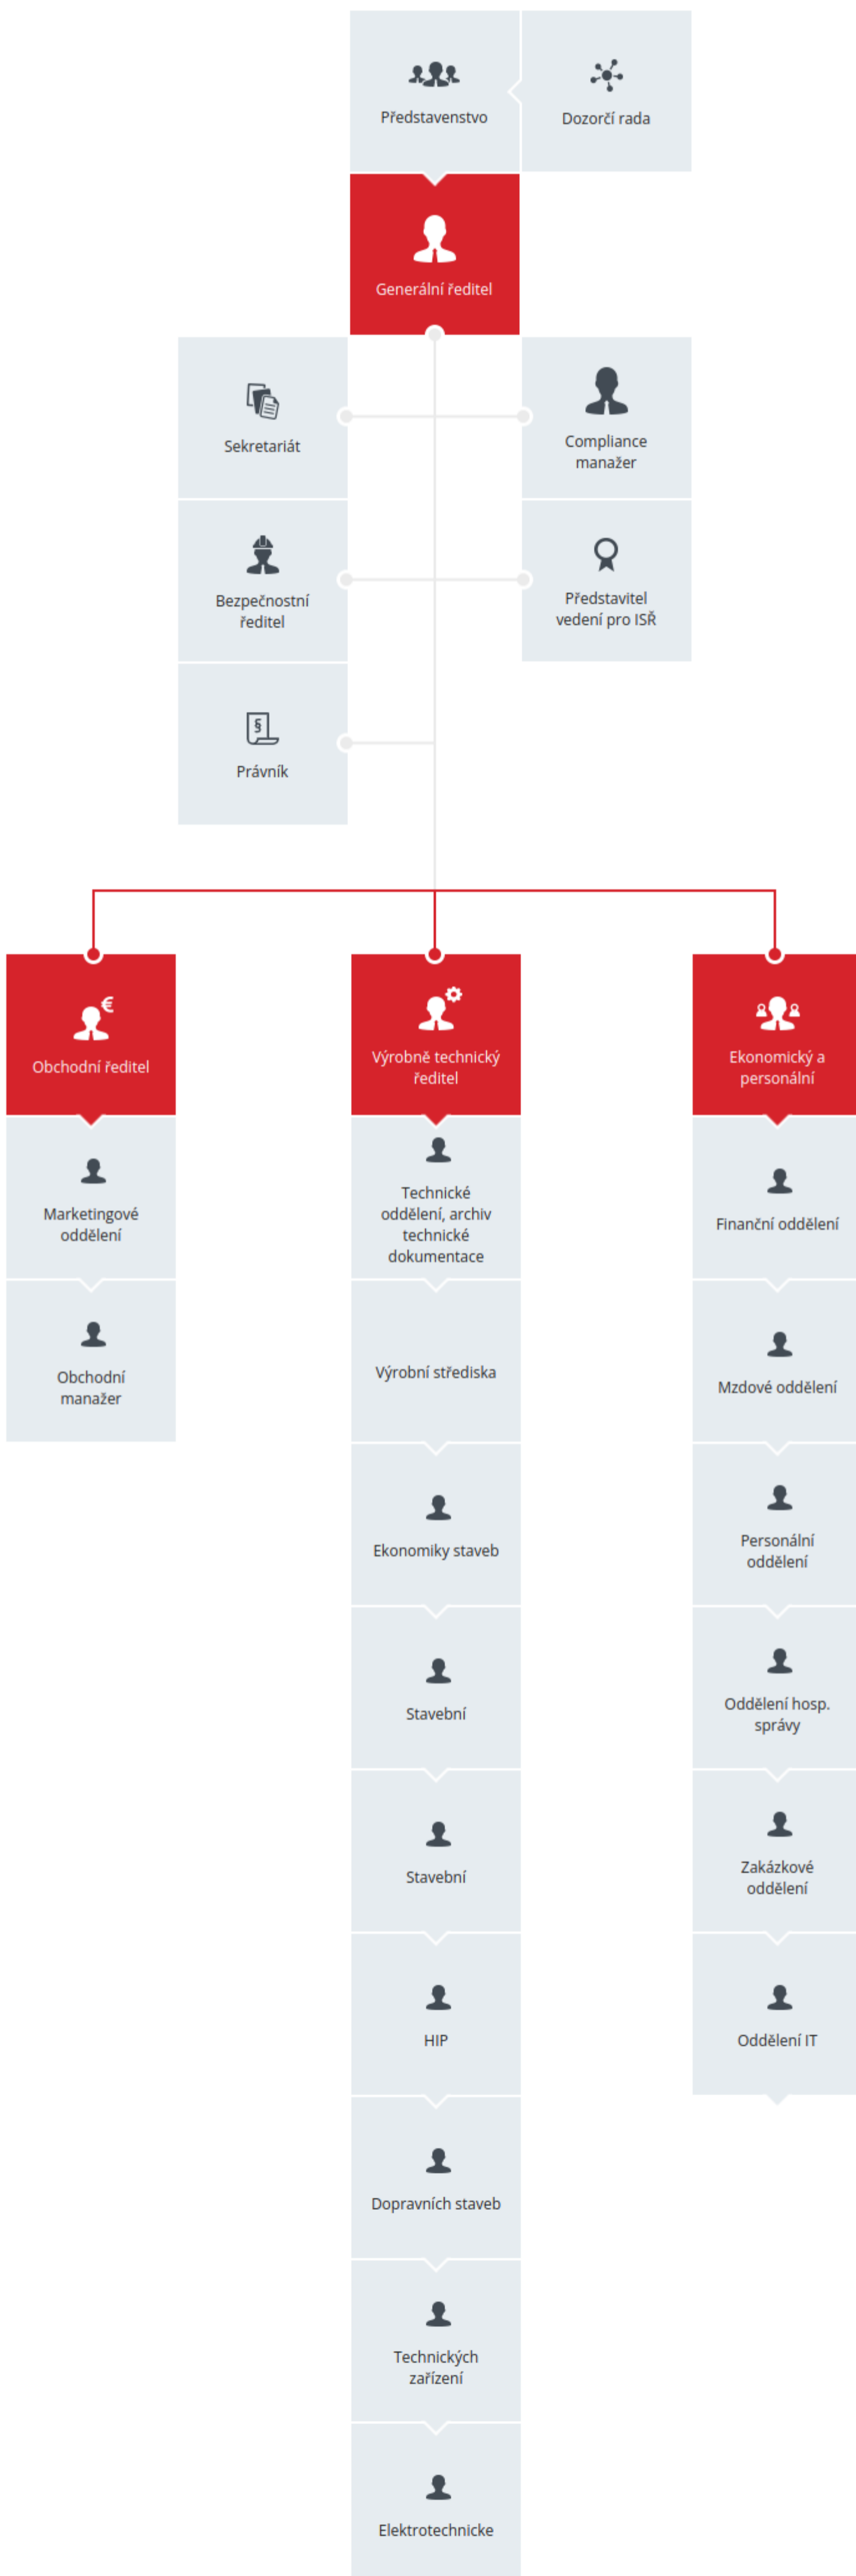 Představenstvo
Dozorčí rada
Generální ředitel
Sekretariát
Compliance
manažer
Bezpečnostní
ředitel
Představitel
vedení pro ISŘ
§
Právník
€
Obchodní ředitel
Výrobně technický
ředitel
Ekonomický a
personální
Marketingové
oddělení
Obchodní
manažer
Technické
oddělení, archiv
technické
dokumentace
Výrobní střediska
Ekonomiky staveb
Stavební
Stavební
HIP
Dopravních staveb
Technických
zařízení
Elektrotechnicke
Finanční oddělení
Mzdové oddělení
Personální
oddělení
Oddělení hosp.
správy
Zakázkové
oddělení
Oddělení IT